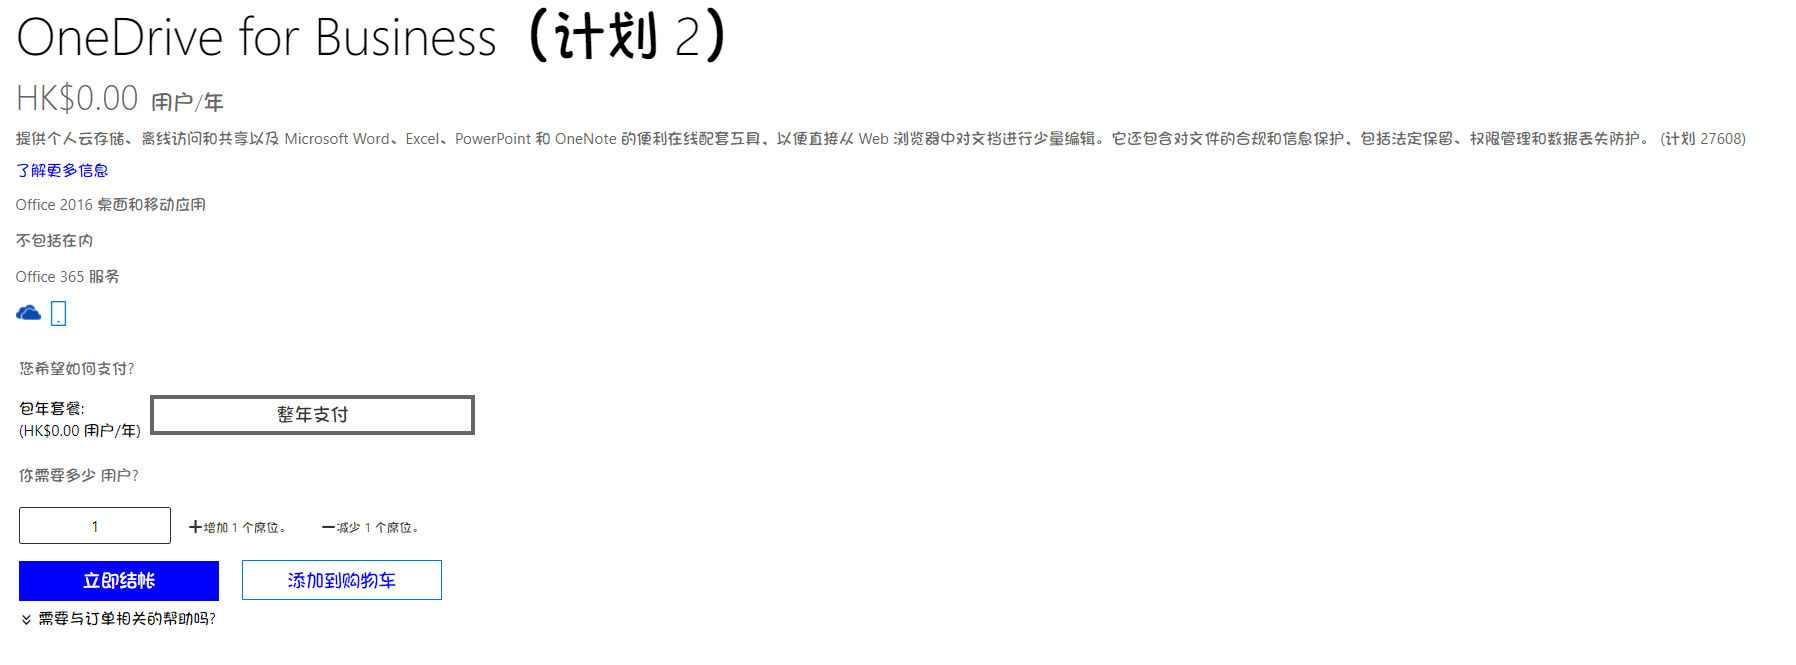 OneDrive for Business（计划 2）
HK$0.00 用户/年
提供个人云存储、离线访问和共享以及 Microsoft Word、Excel、PowerPoint 和 OneNote 的便利在线配套工具，以便直接从 Web 浏览器中对文档进行少量编辑。它还包含对文件的合规和信息保护，包括法定保留、权限管理和数据丢失防护。 (计划 27608)
了解更多信息
Office 2016 桌面和移动应用
不包括在内
Office 365 服务
您希望如何支付?
包年套餐: 整年支付
(HK$0.00 用户/年)
你需要多少 用户?
1 +增加 1 个席位。 −减少 1 个席位。
立即结帐 添加到购物车
需要与订单相关的帮助吗?